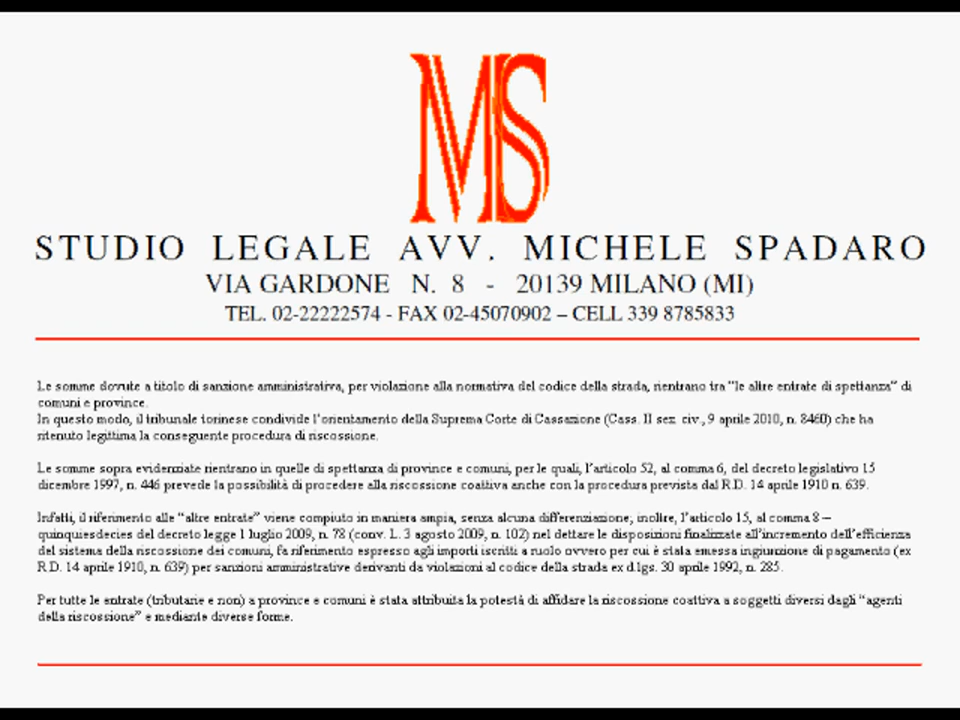 MS
STUDIO LEGALE AVV. MICHELE SPADARO
VIA GARDONE N. 8 - 20139 MILANO (MI)
TEL. 02-22222574 - FAX 02-45070902 – CELL 339 8785833
Le somme dovute a titolo di sanzione amministrativa, per violazione alla normativa del codice della strada, rientrano tra "le altre entrate di spettanza" di
comuni e province.
In questo modo, il tribunale torinese condivide l'orientamento della Suprema Corte di Cassazione (Cass. II sez. civ., 9 aprile 2010, n. 8460) che ha
ritenuto legittima la conseguente procedura di riscossione.
Le somme sopra evidenziate rientrano in quelle di spettanza di province e comuni, per le quali, l'articolo 52, al comma 6, del decreto legislativo 15
dicembre 1997, n. 446 prevede la possibilità di procedere alla riscossione coattiva anche con la procedura prevista dal R.D. 14 aprile 1910 n. 639.
Infatti, il riferimento alle "altre entrate" viene compiuto in maniera ampia, senza alcuna differenziazione; inoltre, l'articolo 15, al comma 8 –
quinquiesdecies del decreto legge 1 luglio 2009, n. 78 (conv. L. 3 agosto 2009, n. 102) nel dettare le disposizioni finalizzate all'incremento dell'efficienza
del sistema della riscossione dei comuni, fa riferimento espresso agli importi iscritti a ruolo ovvero per cui è stata emessa ingiunzione di pagamento (ex
R.D. 14 aprile 1910, n. 639) per sanzioni amministrative derivanti da violazioni al codice della strada ex d.lgs. 30 aprile 1992, n. 285.
Per tutte le entrate (tributarie e non) a province e comuni è stata attribuita la potestà di affidare la riscossione coattiva a soggetti diversi dagli "agenti
della riscossione" e mediante diverse forme.